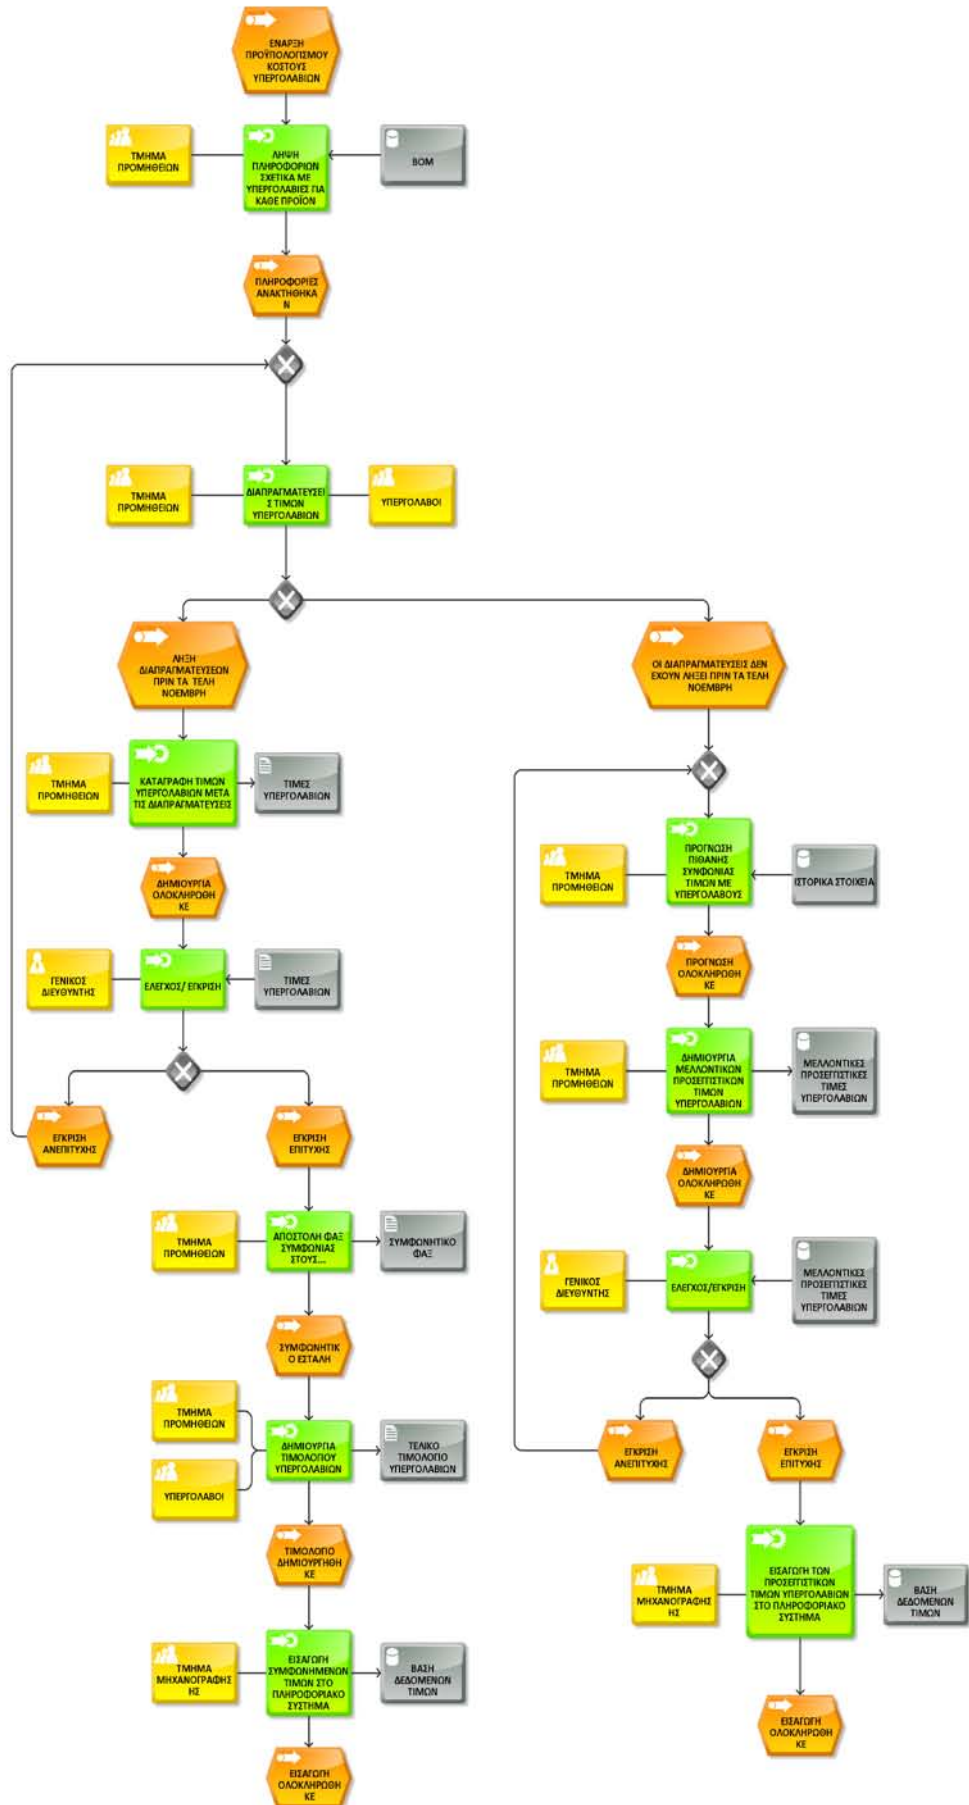 ΕΝΑΡΞΗ
ΠΡΟΫΠΟΛΟΓΙΣΜΟΥ
ΚΟΣΤΟΥΣ
ΥΠΕΡΓΟΛΑΒΙΩΝ
ΤΜΗΜΑ
ΠΡΟΜΗΘΕΙΩΝ
ΛΗΨΗ
ΠΛΗΡΟΦΟΡΙΩΝ
ΣΧΕΤΙΚΑ ΜΕ
ΥΠΕΡΓΟΛΑΒΙΕΣ ΓΙΑ
ΚΑΘΕ ΠΡΟΪΟΝ
BOM
ΠΛΗΡΟΦΟΡΙΕΣ
ΑΝΑΚΤΗΘΗΚΑ
Ν
ΤΜΗΜΑ
ΠΡΟΜΗΘΕΙΩΝ
ΔΙΑΠΡΑΓΜΑΤΕΥΣΕΙ
Σ ΤΙΜΩΝ
ΥΠΕΡΓΟΛΑΒΙΩΝ
ΥΠΕΡΓΟΛΑΒΟΙ
ΛΗΞΗ
ΔΙΑΠΡΑΓΜΑΤΕΥΣΕΩΝ
ΠΡΙΝ ΤΑ ΤΕΛΗ
ΝΟΕΜΒΡΗ
ΟΙ ΔΙΑΠΡΑΓΜΑΤΕΥΣΕΙΣ ΔΕΝ
ΕΧΟΥΝ ΛΗΞΕΙ ΠΡΙΝ ΤΑ ΤΕΛΗ
ΝΟΕΜΒΡΗ
ΤΜΗΜΑ
ΠΡΟΜΗΘΕΙΩΝ
ΚΑΤΑΓΡΑΦΗ ΤΙΜΩΝ
ΥΠΕΡΓΟΛΑΒΙΩΝ ΜΕΤΑ
ΤΙΣ ΔΙΑΠΡΑΓΜΑΤΕΥΣΕΙΣ
ΤΙΜΕΣ
ΥΠΕΡΓΟΛΑΒΙΩΝ
ΔΗΜΙΟΥΡΓΙΑ
ΟΛΟΚΛΗΡΩΘΗ
ΚΕ
ΓΕΝΙΚΟΣ
ΔΙΕΥΘΥΝΤΗΣ
ΕΛΕΓΧΟΣ/ ΕΓΚΡΙΣΗ
ΤΙΜΕΣ
ΥΠΕΡΓΟΛΑΒΙΩΝ
ΕΓΚΡΙΣΗ
ΑΝΕΠΙΤΥΧΗΣ
ΕΓΚΡΙΣΗ
ΕΠΙΤΥΧΗΣ
ΤΜΗΜΑ
ΠΡΟΜΗΘΕΙΩΝ
ΑΠΟΣΤΟΛΗ ΦΑΞ
ΣΥΜΦΩΝΙΑΣ
ΣΤΟΥΣ...
ΣΥΜΦΩΝΗΤΙΚΟ
ΦΑΞ
ΣΥΜΦΩΝΗΤΙΚ
Ο ΕΣΤΑΛΗ
ΤΜΗΜΑ
ΠΡΟΜΗΘΕΙΩΝ
ΥΠΕΡΓΟΛΑΒΟΙ
ΔΗΜΙΟΥΡΓΙΑ
ΤΙΜΟΛΟΓΙΟΥ
ΥΠΕΡΓΟΛΑΒΙΩΝ
ΤΕΛΙΚΟ
ΤΙΜΟΛΟΓΙΟ
ΥΠΕΡΓΟΛΑΒΙΩΝ
ΤΙΜΟΛΟΓΙΟ
ΔΗΜΙΟΥΡΓΗΘΗ
ΚΕ
ΤΜΗΜΑ
ΜΗΧΑΝΟΓΡΑΦΗΣ
ΗΣ
ΕΙΣΑΓΩΓΗ
ΣΥΜΦΩΝΗΜΕΝΩΝ
ΤΙΜΩΝ ΣΤΟ
ΠΛΗΡΟΦΟΡΙΑΚΟ
ΣΥΣΤΗΜΑ
ΒΑΣΗ
ΔΕΔΟΜΕΝΩΝ
ΤΙΜΩΝ
ΕΙΣΑΓΩΓΗ
ΟΛΟΚΛΗΡΩΘΗ
ΚΕ
ΤΜΗΜΑ
ΠΡΟΜΗΘΕΙΩΝ
ΠΡΟΓΝΩΣΗ
ΠΙΘΑΝΗΣ
ΣΥΝΦΩΝΙΑΣ
ΤΙΜΩΝ ΜΕ
ΥΠΕΡΓΟΛΑΒΟΥΣ
ΙΣΤΟΡΙΚΑ ΣΤΟΙΧΕΙΑ
ΠΡΟΓΝΩΣΗ
ΟΛΟΚΛΗΡΩΘΗ
ΚΕ
ΤΜΗΜΑ
ΠΡΟΜΗΘΕΙΩΝ
ΔΗΜΙΟΥΡΓΙΑ
ΜΕΛΛΟΝΤΙΚΩΝ
ΠΡΟΣΕΓΓΙΣΤΙΚΩΝ
ΤΙΜΩΝ
ΥΠΕΡΓΟΛΑΒΙΩΝ
ΜΕΛΛΟΝΤΙΚΕΣ
ΠΡΟΣΕΓΓΙΣΤΙΚΕΣ
ΤΙΜΕΣ
ΥΠΕΡΓΟΛΑΒΙΩΝ
ΔΗΜΙΟΥΡΓΙΑ
ΟΛΟΚΛΗΡΩΘΗ
ΚΕ
ΓΕΝΙΚΟΣ
ΔΙΕΥΘΥΝΤΗΣ
ΕΛΕΓΧΟΣ/ΕΓΚΡΙΣΗ
ΜΕΛΛΟΝΤΙΚΕΣ
ΠΡΟΣΕΓΓΙΣΤΙΚΕΣ
ΤΙΜΕΣ
ΥΠΕΡΓΟΛΑΒΙΩΝ
ΕΓΚΡΙΣΗ
ΑΝΕΠΙΤΥΧΗΣ
ΕΓΚΡΙΣΗ
ΕΠΙΤΥΧΗΣ
ΤΜΗΜΑ
ΜΗΧΑΝΟΓΡΑΦΗΣ
ΗΣ
ΕΙΣΑΓΩΓΗ ΤΩΝ
ΠΡΟΣΕΓΓΙΣΤΙΚΩΝ
ΤΙΜΩΝ ΥΠΕΡΓΟΛΑΒΙΩΝ
ΣΤΟ ΠΛΗΡΟΦΟΡΙΑΚΟ
ΣΥΣΤΗΜΑ
ΒΑΣΗ
ΔΕΔΟΜΕΝΩΝ
ΤΙΜΩΝ
ΕΙΣΑΓΩΓΗ
ΟΛΟΚΛΗΡΩΘΗ
ΚΕ